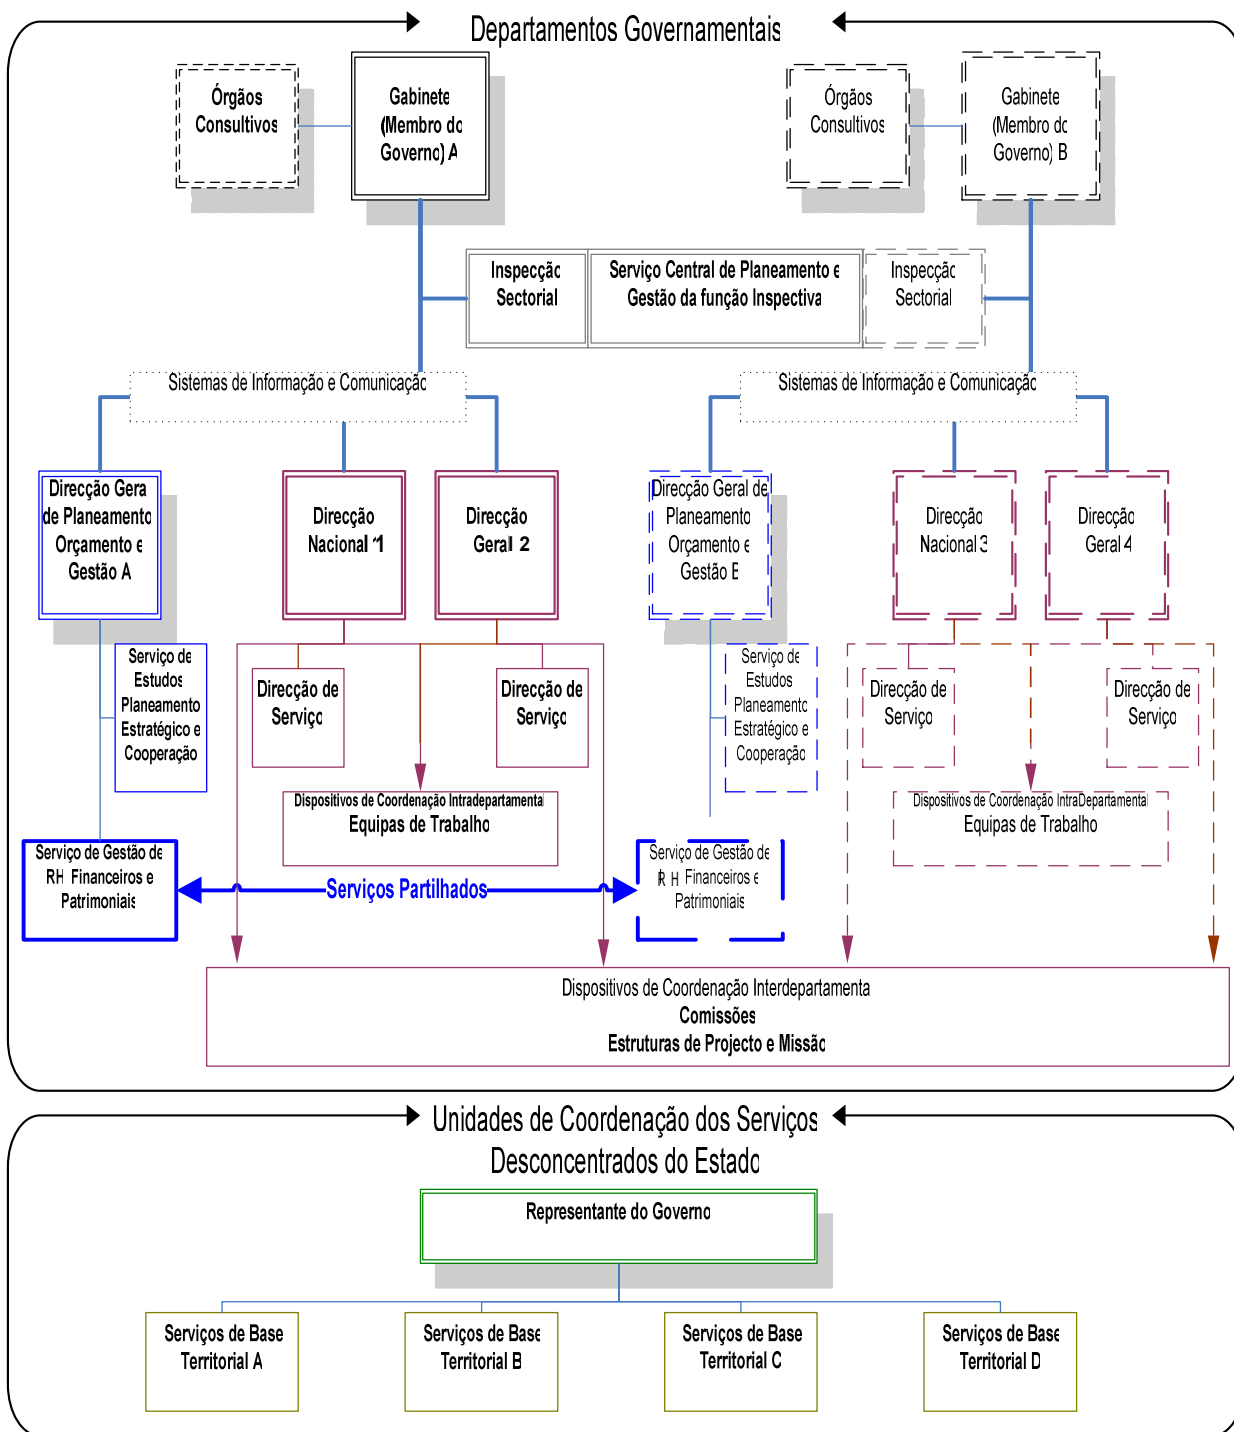 Departamentos Governamentais
Órgãos
Consultivos
Gabinete
(Membro do
Governo) A
Órgãos
Consultivos
Gabinete
(Membro do
Governo) B
Inspecção
Sectorial
Serviço Central de Planeamento e
Gestão da função Inspectiva
Inspecção
Sectorial
Sistemas de Informação e Comunicação
Sistemas de Informação e Comunicação
Direcção Gera
de Planeamento
Orçamento e
Gestão A
Direcção
Nacional 1
Direcção
Geral 2
Direcção Geral de
Planeamento
Orçamento e
Gestão B
Direcção
Nacional 3
Direcção
Geral 4
Serviço de
Estudos
Planeamento
Estratégico e
Cooperação
Direcção de
Serviço
Direcção de
Serviço
Serviço de
Estudos
Planeamento
Estratégico e
Cooperação
Direcção de
Serviço
Direcção de
Serviço
Dispositivos de Coordenação Intradepartamental
Equipas de Trabalho
Dispositivos de Coordenação IntraDepartamental
Equipas de Trabalho
Serviço de Gestão de
RH Financeiros e
Patrimoniais
Serviços Partilhados
Serviço de Gestão de
R H Financeiros e
Patrimoniais
Dispositivos de Coordenação Interdepartamenta
Comissões
Estruturas de Projecto e Missão
Unidades de Coordenação dos Serviços
Desconcentrados do Estado
Representante do Governo
Serviços de Base
Territorial A
Serviços de Base
Territorial B
Serviços de Base
Territorial C
Serviços de Base
Territorial D